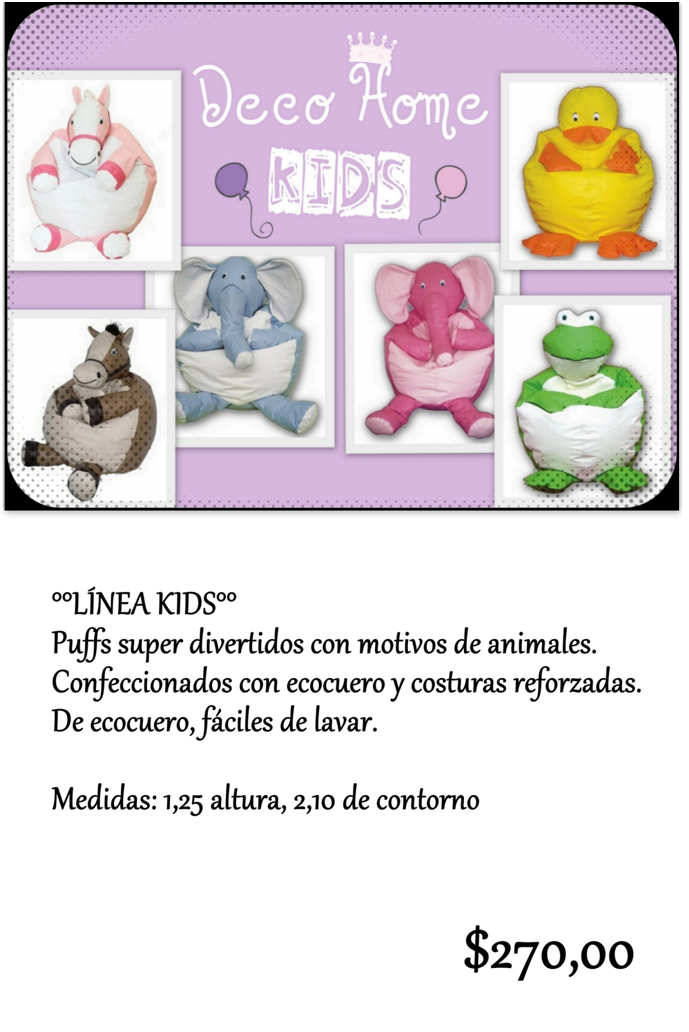 Deco Home
KIDS
°°LÍNEA KIDS°°
Puffs super divertidos con motivos de animales.
Confeccionados con ecocuero y costuras reforzadas.
De ecocuero, fáciles de lavar.
Medidas: 1,25 altura, 2,10 de contorno
$270,00